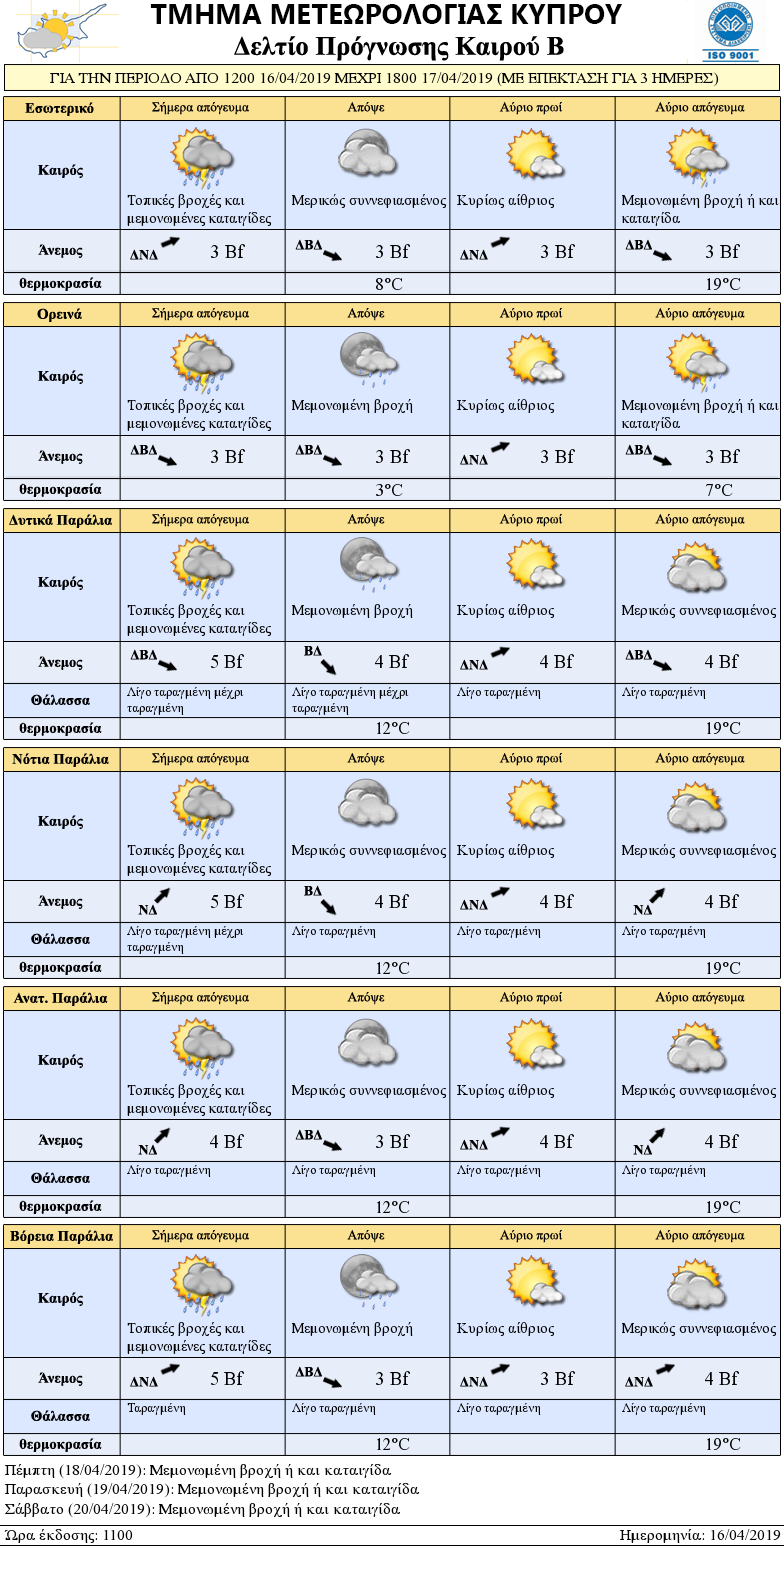 ΤΜΗΜΑ ΜΕΤΕΩΡΟΛΟΓΙΑΣ ΚΥΠΡΟΥ
Δελτίο Πρόγνωσης Καιρού Β
ISO 9001
ΓΙΑ ΤΗΝ ΠΕΡΙΟΔΟ ΑΠΟ 1200 16/04/2019 ΜΕΧΡΙ 1800 17/04/2019 (ΜΕ ΕΠΕΚΤΑΣΗ ΓΙΑ 3 ΗΜΕΡΕΣ)
Εσωτερικό Σήμερα απόγευμα Απόψε Αύριο πρωί Αύριο απόγευμα
Καιρός Τοπικές βροχές και Μερικώς συννεφιασμένος Κυρίως αίθριος Μεμονωμένη βροχή ή και
μεμονωμένες καταιγίδες καταιγίδα
Άνεμος ΔΝΔ 3 Bf ΔΒΔ 3 Bf ΔΝΔ 3 Bf ΔΒΔ 3 Bf
θερμοκρασία 8°C 19°C
Ορεινά Σήμερα απόγευμα Απόψε Αύριο πρωί Αύριο απόγευμα
Καιρός Τοπικές βροχές και Μεμονωμένη βροχή Κυρίως αίθριος Μεμονωμένη βροχή ή και
μεμονωμένες καταιγίδες καταιγίδα
Άνεμος ΔΒΔ 3 Bf ΔΒΔ 3 Bf ΔΝΔ 3 Bf ΔΒΔ 3 Bf
θερμοκρασία 3°C 7°C
Δυτικά Παράλια Σήμερα απόγευμα Απόψε Αύριο πρωί Αύριο απόγευμα
Καιρός Τοπικές βροχές και Μεμονωμένη βροχή Κυρίως αίθριος Μερικώς συννεφιασμένος
μεμονωμένες καταιγίδες
Άνεμος ΔΒΔ 5 Bf ΒΔ 4 Bf ΔΝΔ 4 Bf ΔΒΔ 4 Bf
Θάλασσα Λίγο ταραγμένη μέχρι Λίγο ταραγμένη μέχρι Λίγο ταραγμένη Λίγο ταραγμένη
ταραγμένη ταραγμένη
θερμοκρασία 12°C 19°C
Νότια Παράλια Σήμερα απόγευμα Απόψε Αύριο πρωί Αύριο απόγευμα
Καιρός Τοπικές βροχές και Μερικώς συννεφιασμένος Κυρίως αίθριος Μερικώς συννεφιασμένος
μεμονωμένες καταιγίδες
Άνεμος ΝΔ 5 Bf ΒΔ 4 Bf ΔΝΔ 4 Bf ΝΔ 4 Bf
Θάλασσα Λίγο ταραγμένη μέχρι Λίγο ταραγμένη Λίγο ταραγμένη Λίγο ταραγμένη
ταραγμένη
θερμοκρασία 12°C 19°C
Ανατ. Παράλια Σήμερα απόγευμα Απόψε Αύριο πρωί Αύριο απόγευμα
Καιρός Τοπικές βροχές και Μερικώς συννεφιασμένος Κυρίως αίθριος Μερικώς συννεφιασμένος
μεμονωμένες καταιγίδες
Άνεμος ΝΔ 4 Bf ΔΒΔ 3 Bf ΔΝΔ 4 Bf ΝΔ 4 Bf
Θάλασσα Λίγο ταραγμένη Λίγο ταραγμένη Λίγο ταραγμένη Λίγο ταραγμένη
θερμοκρασία 12°C 19°C
Βόρεια Παράλια Σήμερα απόγευμα Απόψε Αύριο πρωί Αύριο απόγευμα
Καιρός Τοπικές βροχές και Μεμονωμένη βροχή Κυρίως αίθριος Μερικώς συννεφιασμένος
μεμονωμένες καταιγίδες
Άνεμος ΔΝΔ 5 Bf ΔΒΔ 3 Bf ΔΝΔ 3 Bf ΔΝΔ 4 Bf
Θάλασσα Ταραγμένη Λίγο ταραγμένη Λίγο ταραγμένη Λίγο ταραγμένη
θερμοκρασία 12°C 19°C
Πέμπτη (18/04/2019): Μεμονωμένη βροχή ή και καταιγίδα
Παρασκευή (19/04/2019): Μεμονωμένη βροχή ή και καταιγίδα
Σάββατο (20/04/2019): Μεμονωμένη βροχή ή και καταιγίδα
Ώρα έκδοσης: 1100 Ημερομηνία: 16/04/2019